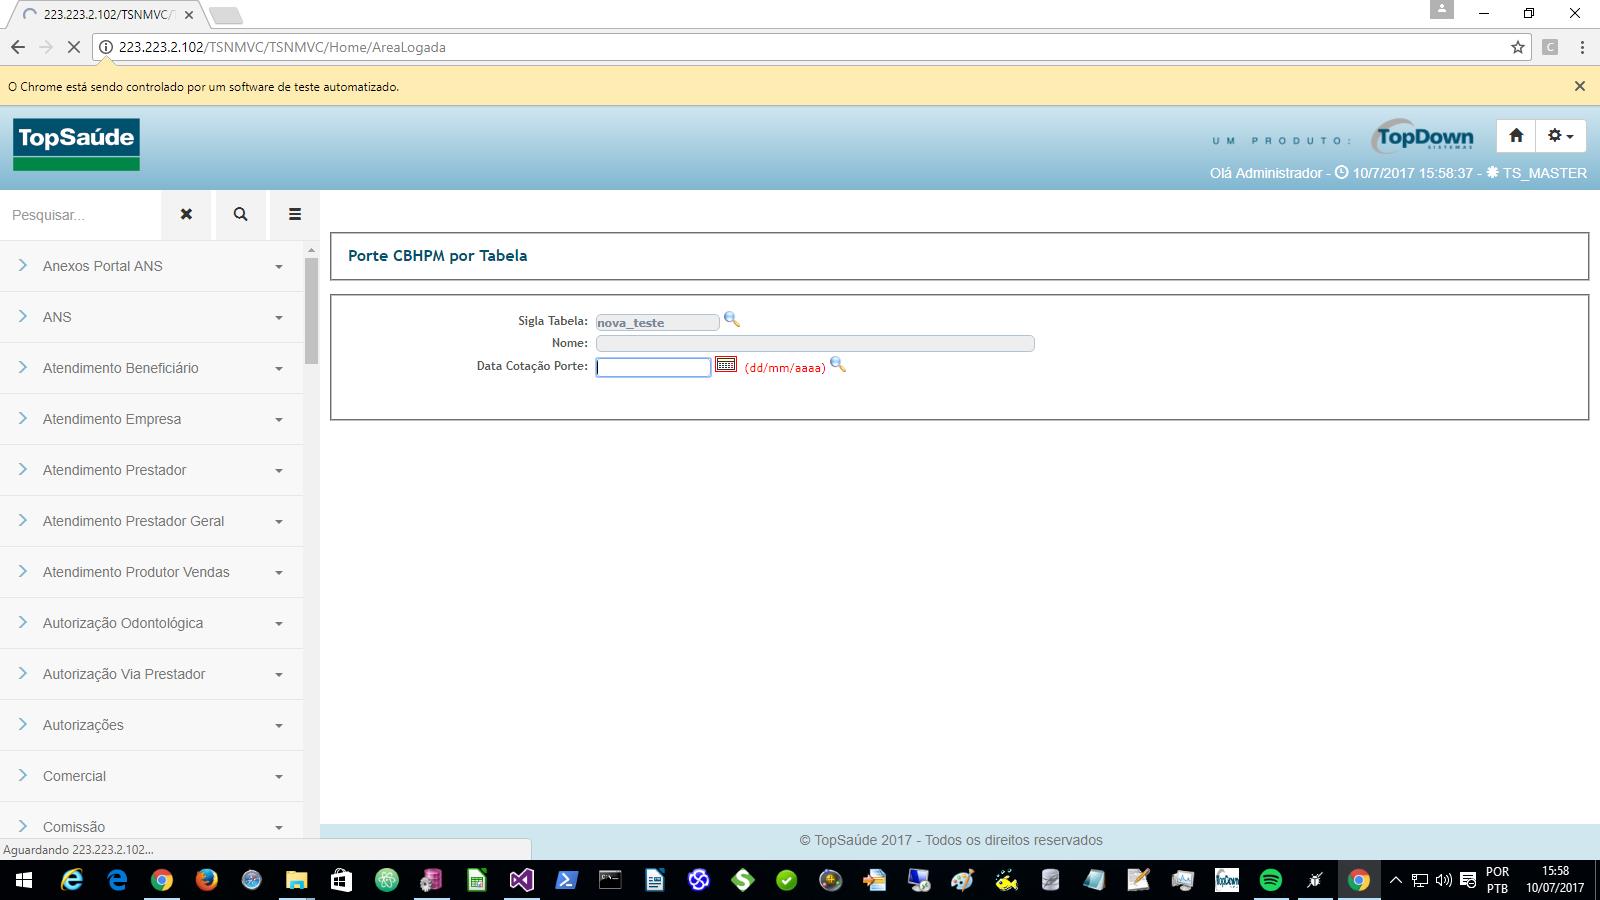 223.223.2.102/TSNMVC/T
223.223.2.102/TSNMVC/TSNMVC/Home/AreaLogada
C
O Chrome está sendo controlado por um software de teste automatizado.
TopSaúde
UM PRODUTO:
TopDown
SISTEMAS
Olá Administrador - 10/7/2017 15:58:37 - TS_MASTER
Pesquisar...
Porte CBHPM por Tabela
Sigla Tabela: nova_teste
Nome:
Data Cotação Porte: (dd/mm/aaaa)
Anexos Portal ANS
ANS
Atendimento Beneficiário
Atendimento Empresa
Atendimento Prestador
Atendimento Prestador Geral
Atendimento Produtor Vendas
Autorização Odontológica
Autorização Via Prestador
Autorizações
Comercial
Comissão
© TopSaúde 2017 - Todos os direitos reservados
Aguardando 223.223.2.102...
TopDown
POR
PTB
15:58
10/07/2017